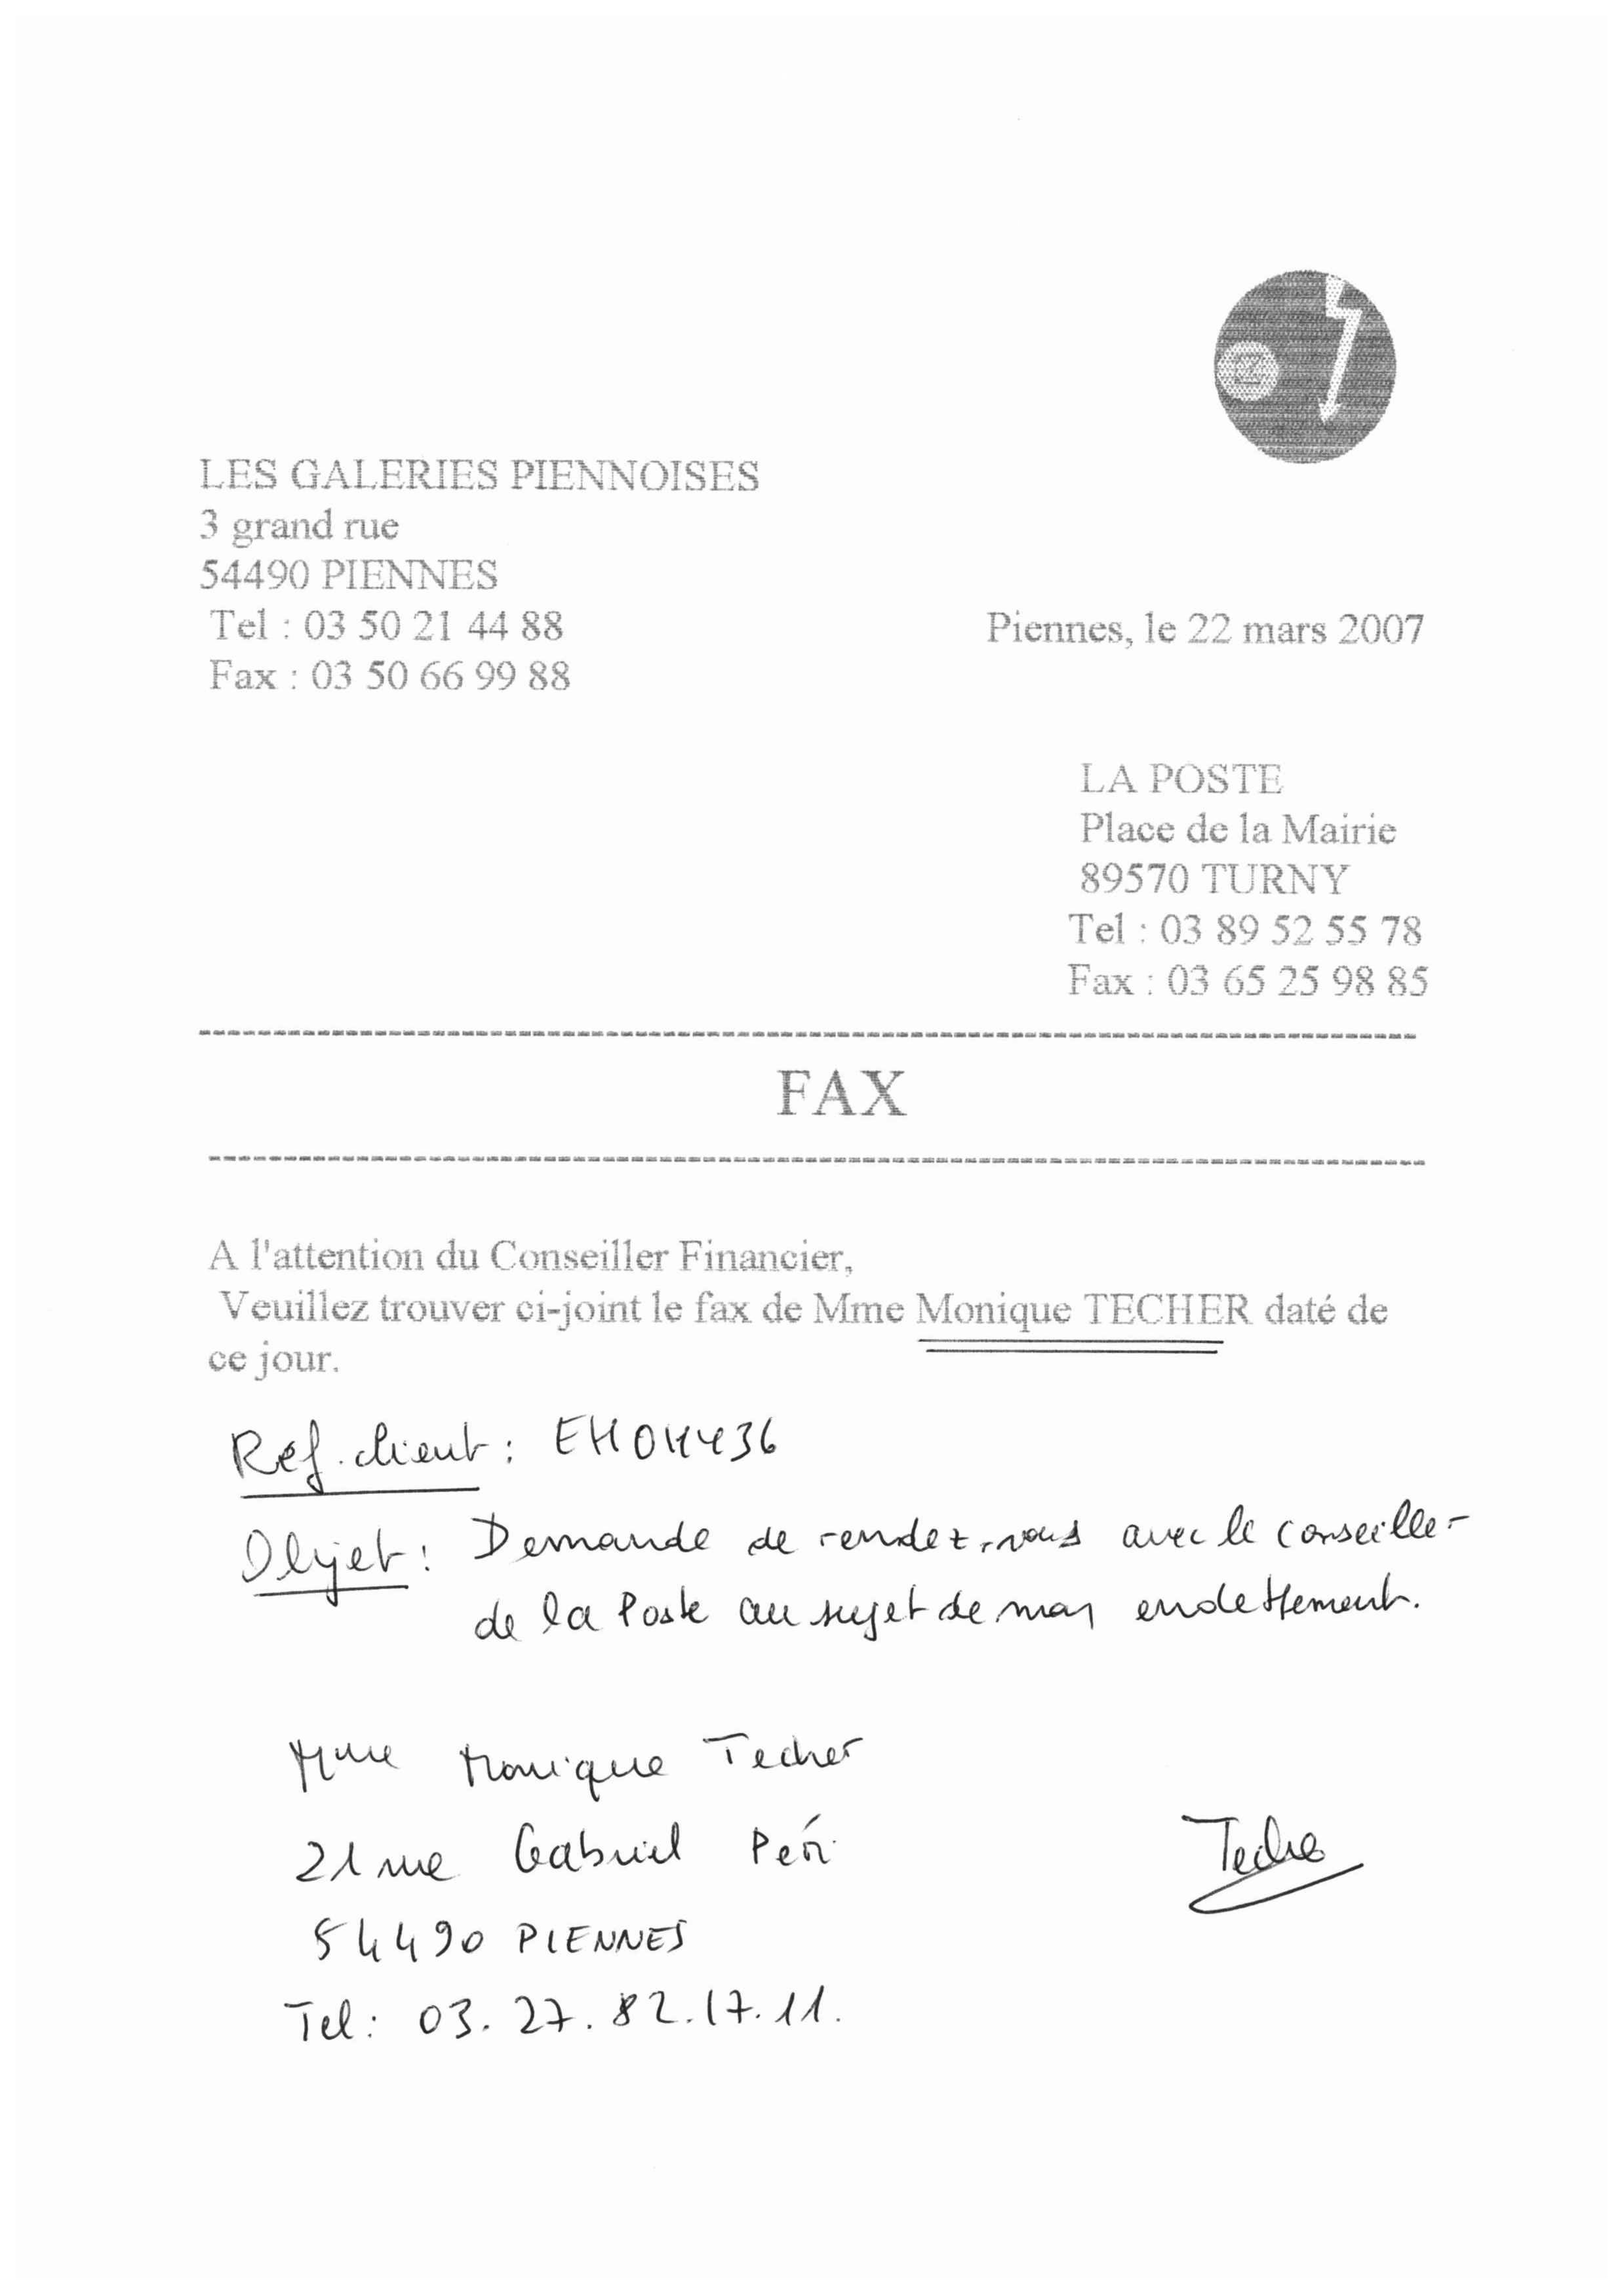 LES GALERIES PIENNOISES
3 grand rue
54490 PIENNES
Tel : 03 50 21 44 88
Fax : 03 50 66 99 88
Piennes, le 22 mars 2007
LA POSTE
Place de la Mairie
89570 TURNY
Tel : 03 89 52 55 78
Fax : 03 65 25 98 85
FAX
A l'attention du Conseiller Financier,
Veuillez trouver ci-joint le fax de Mme Monique TECHER daté de
ce jour.
Réf. client :
Objet : Demande de rendez-vous avec le conseiller
de la Poste au sujet de mon endettement.
Mme Monique Techer
21 rue Gabriel Péri
54490 PIENNES
Tel : 03. 27. 82. 17. 11.
Techer